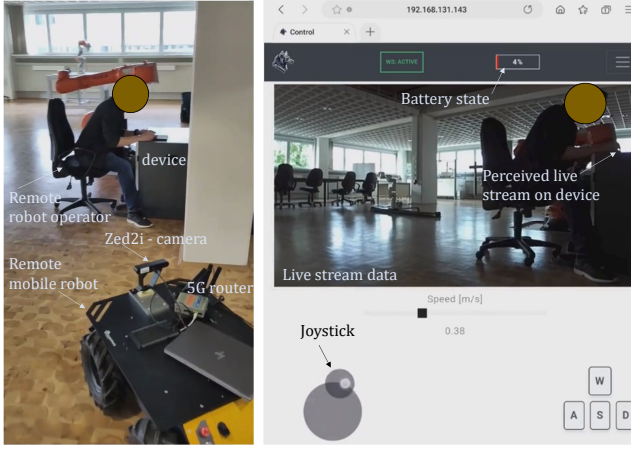 device
Remote
robot operator
Zed2i - camera
Remote
mobile robot
5G router
192.168.131.143
Control
WS: ACTIVE
4%
Battery state
Perceived live
stream on device
Live stream data
Speed [m/s]
0.38
Joystick
W
A S D